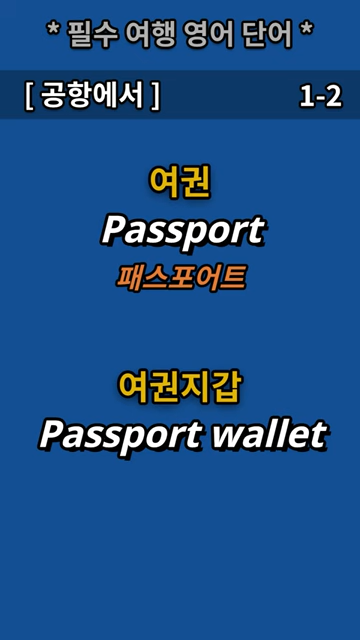 * 필수 여행 영어 단어 *
[ 공항에서 ] 1-2
여권
Passport
패스포어트
여권지갑
Passport wallet